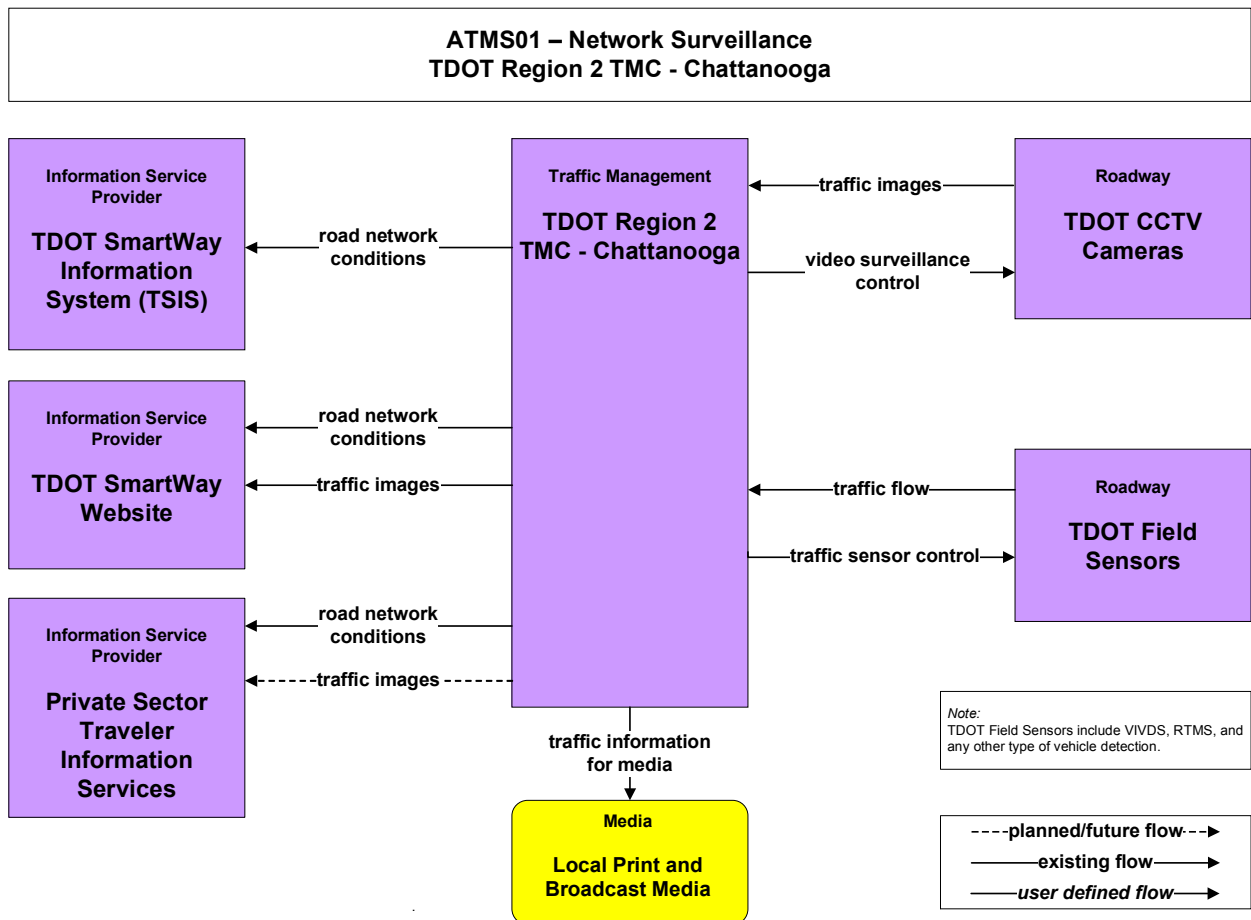 ATMS01 – Network Surveillance
TDOT Region 2 TMC - Chattanooga
Information Service
Provider
TDOT SmartWay
Information
System (TSIS)
road network
conditions
Traffic Management
TDOT Region 2
TMC - Chattanooga
traffic images
video surveillance
control
Roadway
TDOT CCTV
Cameras
Information Service
Provider
TDOT SmartWay
Website
road network
conditions
traffic images
traffic flow
traffic sensor control
Roadway
TDOT Field
Sensors
Information Service
Provider
Private Sector
Traveler
Information
Services
road network
conditions
traffic images
traffic information
for media
Media
Local Print and
Broadcast Media
Note:
TDOT Field Sensors include VIVDS, RTMS, and
any other type of vehicle detection.
planned/future flow
existing flow
user defined flow